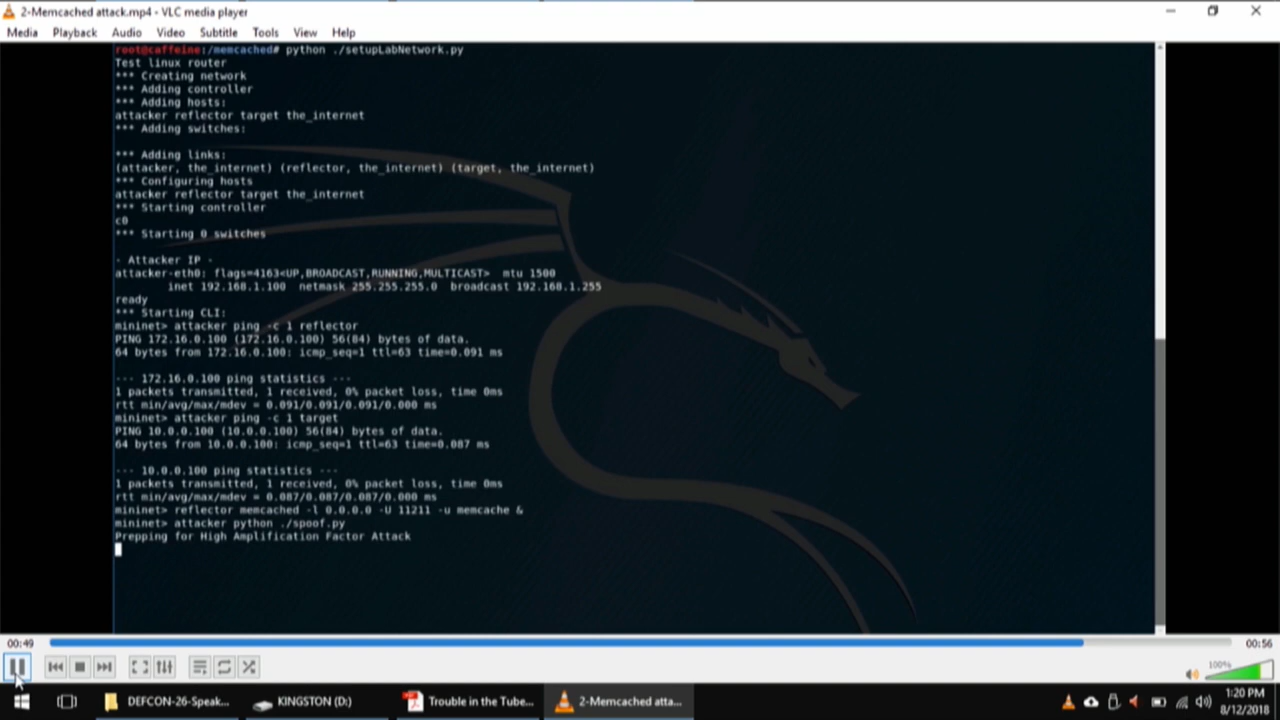 2-Memcached attack.mp4 - VLC media player
Media Playback Audio Video Subtitle Tools View Help
root@caffeine:/memcached# python ./setupLabNetwork.py
Test linux router
*** Creating network
*** Adding controller
*** Adding hosts:
attacker reflector target the_internet
*** Adding switches:
*** Adding links:
(attacker, the_internet) (reflector, the_internet) (target, the_internet)
*** Configuring hosts
attacker reflector target the_internet
*** Starting controller
c0
*** Starting 0 switches
- Attacker IP -
attacker-eth0: flags=4163<UP,BROADCAST,RUNNING,MULTICAST>  mtu 1500
inet 192.168.1.100  netmask 255.255.255.0  broadcast 192.168.1.255
ready
*** Starting CLI:
mininet> attacker ping -c 1 reflector
PING 172.16.0.100 (172.16.0.100) 56(84) bytes of data.
64 bytes from 172.16.0.100: icmp_seq=1 ttl=63 time=0.091 ms
--- 172.16.0.100 ping statistics ---
1 packets transmitted, 1 received, 0% packet loss, time 0ms
rtt min/avg/max/mdev = 0.091/0.091/0.091/0.000 ms
mininet> attacker ping -c 1 target
PING 10.0.0.100 (10.0.0.100) 56(84) bytes of data.
64 bytes from 10.0.0.100: icmp_seq=1 ttl=63 time=0.087 ms
--- 10.0.0.100 ping statistics ---
1 packets transmitted, 1 received, 0% packet loss, time 0ms
rtt min/avg/max/mdev = 0.087/0.087/0.087/0.000 ms
mininet> reflector memcached -l 0.0.0.0 -U 11211 -u memcache &
mininet> attacker python ./spoof.py
Prepping for High Amplification Factor Attack
00:49 00:56
100%
DEFCON-26-Speak... KINGSTON (D:) Trouble in the Tube... 2-Memcached atta... 1:20 PM
8/12/2018